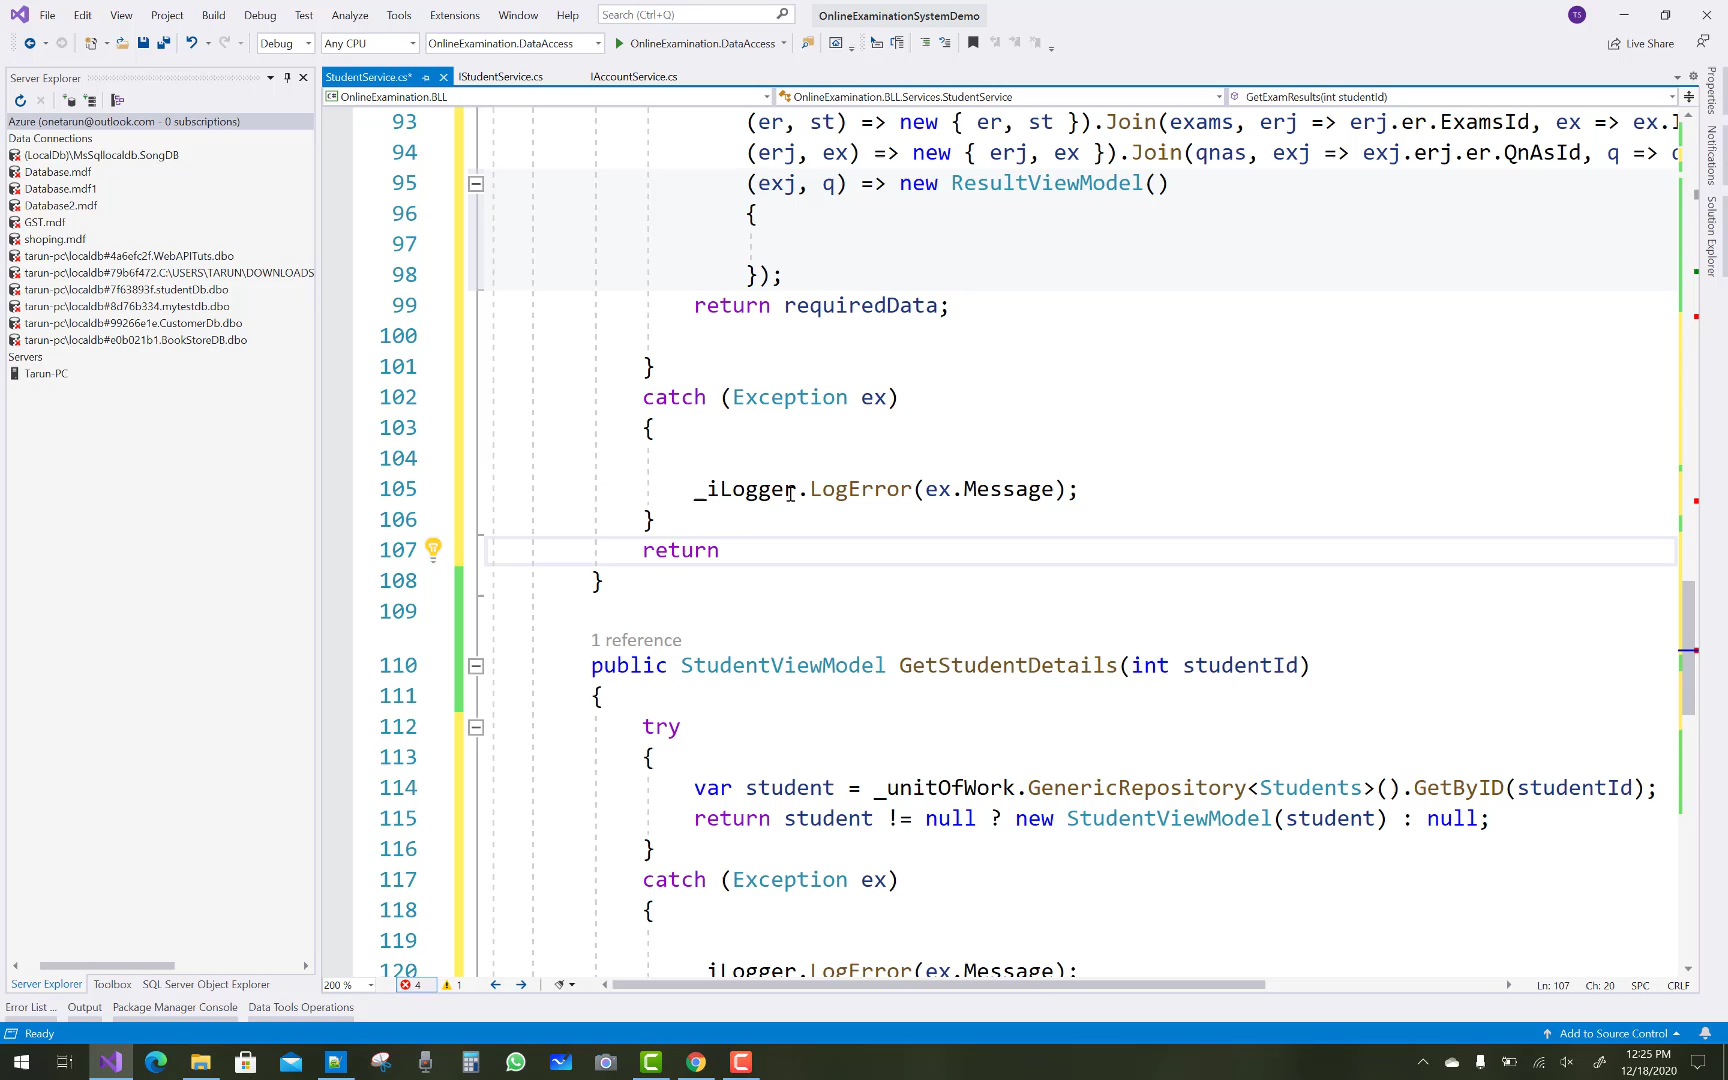 File Edit View Project Build Debug Test Analyze Tools Extensions Window Help Search (Ctrl+Q) OnlineExaminationSystemDemo TS
Debug Any CPU OnlineExamination.DataAccess OnlineExamination.DataAccess Live Share
Server Explorer
Azure (onetarun@outlook.com - 0 subscriptions)
Data Connections
(LocalDb)\MsSqllocaldb.SongDB
Database.mdf
Database.mdf1
Database2.mdf
GST.mdf
shoping.mdf
tarun-pc\localdb#4a6efc2f.WebAPITuts.dbo
tarun-pc\localdb#79b6f472.C:\USERS\TARUN\DOWNLOADS
tarun-pc\localdb#7f63893f.studentDb.dbo
tarun-pc\localdb#8d76b334.mytestdb.dbo
tarun-pc\localdb#99266e1e.CustomerDb.dbo
tarun-pc\localdb#e0b021b1.BookStoreDB.dbo
Servers
Tarun-PC
Server Explorer Toolbox SQL Server Object Explorer
StudentService.cs* IStudentService.cs IAccountService.cs
OnlineExamination.BLL OnlineExamination.BLL.Services.StudentService GetExamResults(int studentId)
93 (er, st) => new { er, st }).Join(exams, erj => erj.er.ExamsId, ex => ex.
94 (erj, ex) => new { erj, ex }).Join(qnas, exj => exj.erj.er.QnAsId, q =>
95 (exj, q) => new ResultViewModel()
96 {
97
98 });
99 return requiredData;
100
101 }
102 catch (Exception ex)
103 {
104
105 _iLogger.LogError(ex.Message);
106 }
107 return
108 }
109
1 reference
110 public StudentViewModel GetStudentDetails(int studentId)
111 {
112 try
113 {
114 var student = _unitOfWork.GenericRepository<Students>().GetByID(studentId);
115 return student != null ? new StudentViewModel(student) : null;
116 }
117 catch (Exception ex)
118 {
119
120 iLogger.LogError(ex.Message);
200 % 4 1 Ln: 107 Ch: 20 SPC CRLF
Properties
Notifications
Solution Explorer
Error List ... Output Package Manager Console Data Tools Operations
Ready Add to Source Control
12:25 PM
12/18/2020